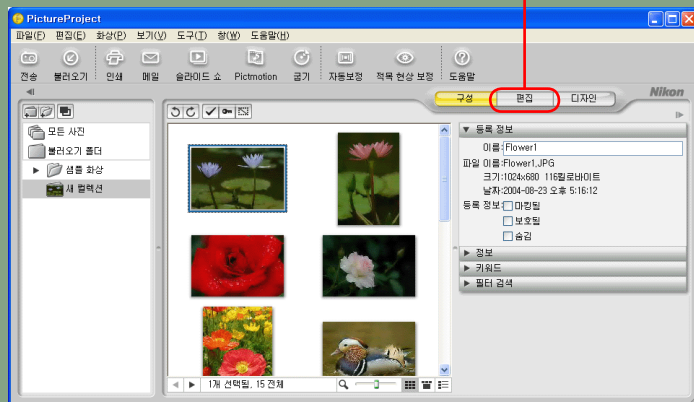 PictureProject
파일(F) 편집(E) 화상(P) 보기(V) 도구(T) 창(W) 도움말(H)
전송 불러오기 인쇄 메일 슬라이드 쇼 Pictmotion 굽기 자동보정 적목 현상 보정 도움말
구성 편집 디자인
Nikon
모든 사진
불러오기 폴더
샘플 화상
새 컬렉션
1개 선택됨, 15 전체
등록 정보
이름: Flower1
파일 이름: Flower1.JPG
크기: 1024x680 116킬로바이트
날짜: 2004-08-23 오후 5:16:12
등록 정보: 마킹됨
보호됨
숨김
정보
키워드
필터 검색